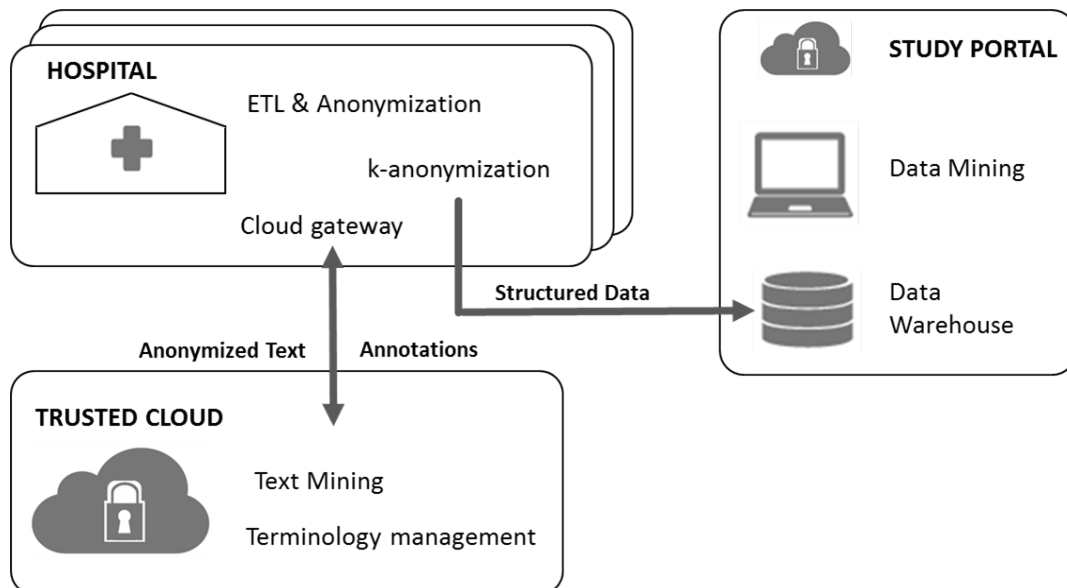 HOSPITAL
ETL & Anonymization
k-anonymization
Cloud gateway
STUDY PORTAL
Data Mining
Data
Warehouse
Structured Data
Anonymized Text
Annotations
TRUSTED CLOUD
Text Mining
Terminology management